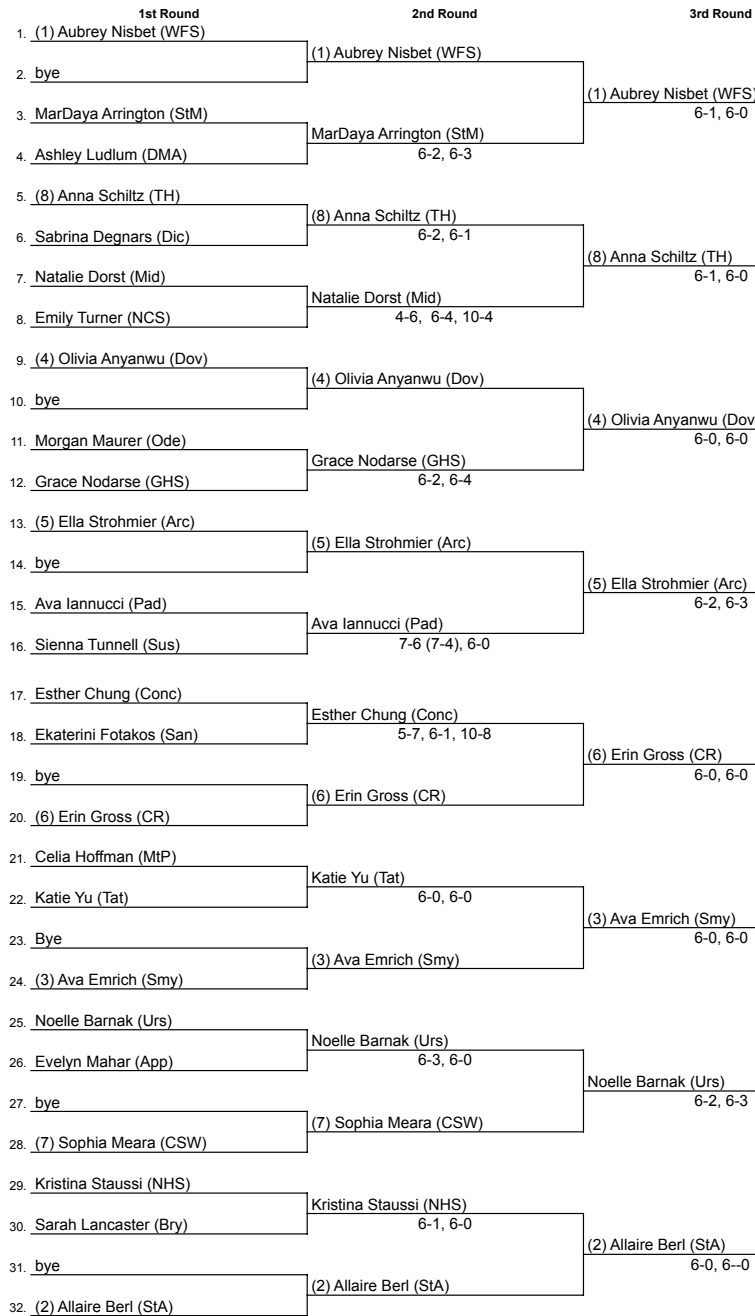 1st Round 2nd Round 3rd Round
1. (1) Aubrey Nisbet (WFS)
(1) Aubrey Nisbet (WFS)
2. bye
(1) Aubrey Nisbet (WFS)
6-1, 6-0
3. MarDaya Arrington (StM)
MarDaya Arrington (StM)
6-2, 6-3
4. Ashley Ludlum (DMA)
5. (8) Anna Schiltz (TH)
(8) Anna Schiltz (TH)
6-2, 6-1
6. Sabrina Degnars (Dic)
(8) Anna Schiltz (TH)
6-1, 6-0
7. Natalie Dorst (Mid)
Natalie Dorst (Mid)
4-6, 6-4, 10-4
8. Emily Turner (NCS)
9. (4) Olivia Anyanwu (Dov)
(4) Olivia Anyanwu (Dov)
10. bye
(4) Olivia Anyanwu (Dov
6-0, 6-0
11. Morgan Maurer (Ode)
Grace Nodarse (GHS)
6-2, 6-4
12. Grace Nodarse (GHS)
13. (5) Ella Strohmier (Arc)
(5) Ella Strohmier (Arc)
14. bye
(5) Ella Strohmier (Arc)
6-2, 6-3
15. Ava Iannucci (Pad)
Ava Iannucci (Pad)
7-6 (7-4), 6-0
16. Sienna Tunnell (Sus)
17. Esther Chung (Conc)
Esther Chung (Conc)
5-7, 6-1, 10-8
18. Ekaterini Fotakos (San)
(6) Erin Gross (CR)
6-0, 6-0
19. bye
(6) Erin Gross (CR)
20. (6) Erin Gross (CR)
21. Celia Hoffman (MtP)
Katie Yu (Tat)
6-0, 6-0
22. Katie Yu (Tat)
(3) Ava Emrich (Smy)
6-0, 6-0
23. Bye
(3) Ava Emrich (Smy)
24. (3) Ava Emrich (Smy)
25. Noelle Barnak (Urs)
Noelle Barnak (Urs)
6-3, 6-0
26. Evelyn Mahar (App)
Noelle Barnak (Urs)
6-2, 6-3
27. bye
(7) Sophia Meara (CSW)
28. (7) Sophia Meara (CSW)
29. Kristina Staussi (NHS)
Kristina Staussi (NHS)
6-1, 6-0
30. Sarah Lancaster (Bry)
(2) Allaire Berl (StA)
6-0, 6--0
31. bye
(2) Allaire Berl (StA)
32. (2) Allaire Berl (StA)